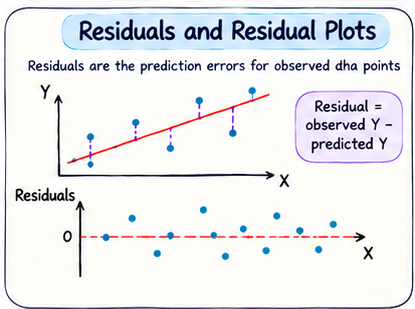 Residuals and Residual Plots
Residuals are the prediction errors for observed dha points
Y
Residual =
observed Y –
predicted Y
X
Residuals
0
X